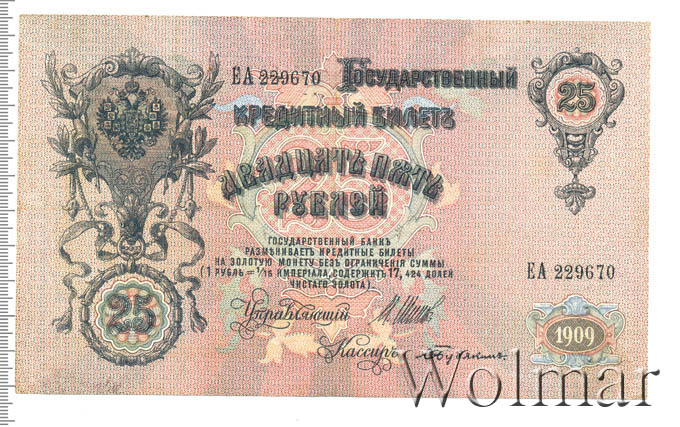 ЕА 229670
Государственный
25
кредитный билетъ
Двадцать пять
рублей
25
Государственный банкъ
размѣниваетъ кредитные билеты
на золотую монету безъ ограниченія суммы
(1 рубль = 1/15 имперіала, содержитъ 17,424 долей
чистаго золота).
ЕА 229670
25
Управляющій
1909
Кассиръ
Wolmar